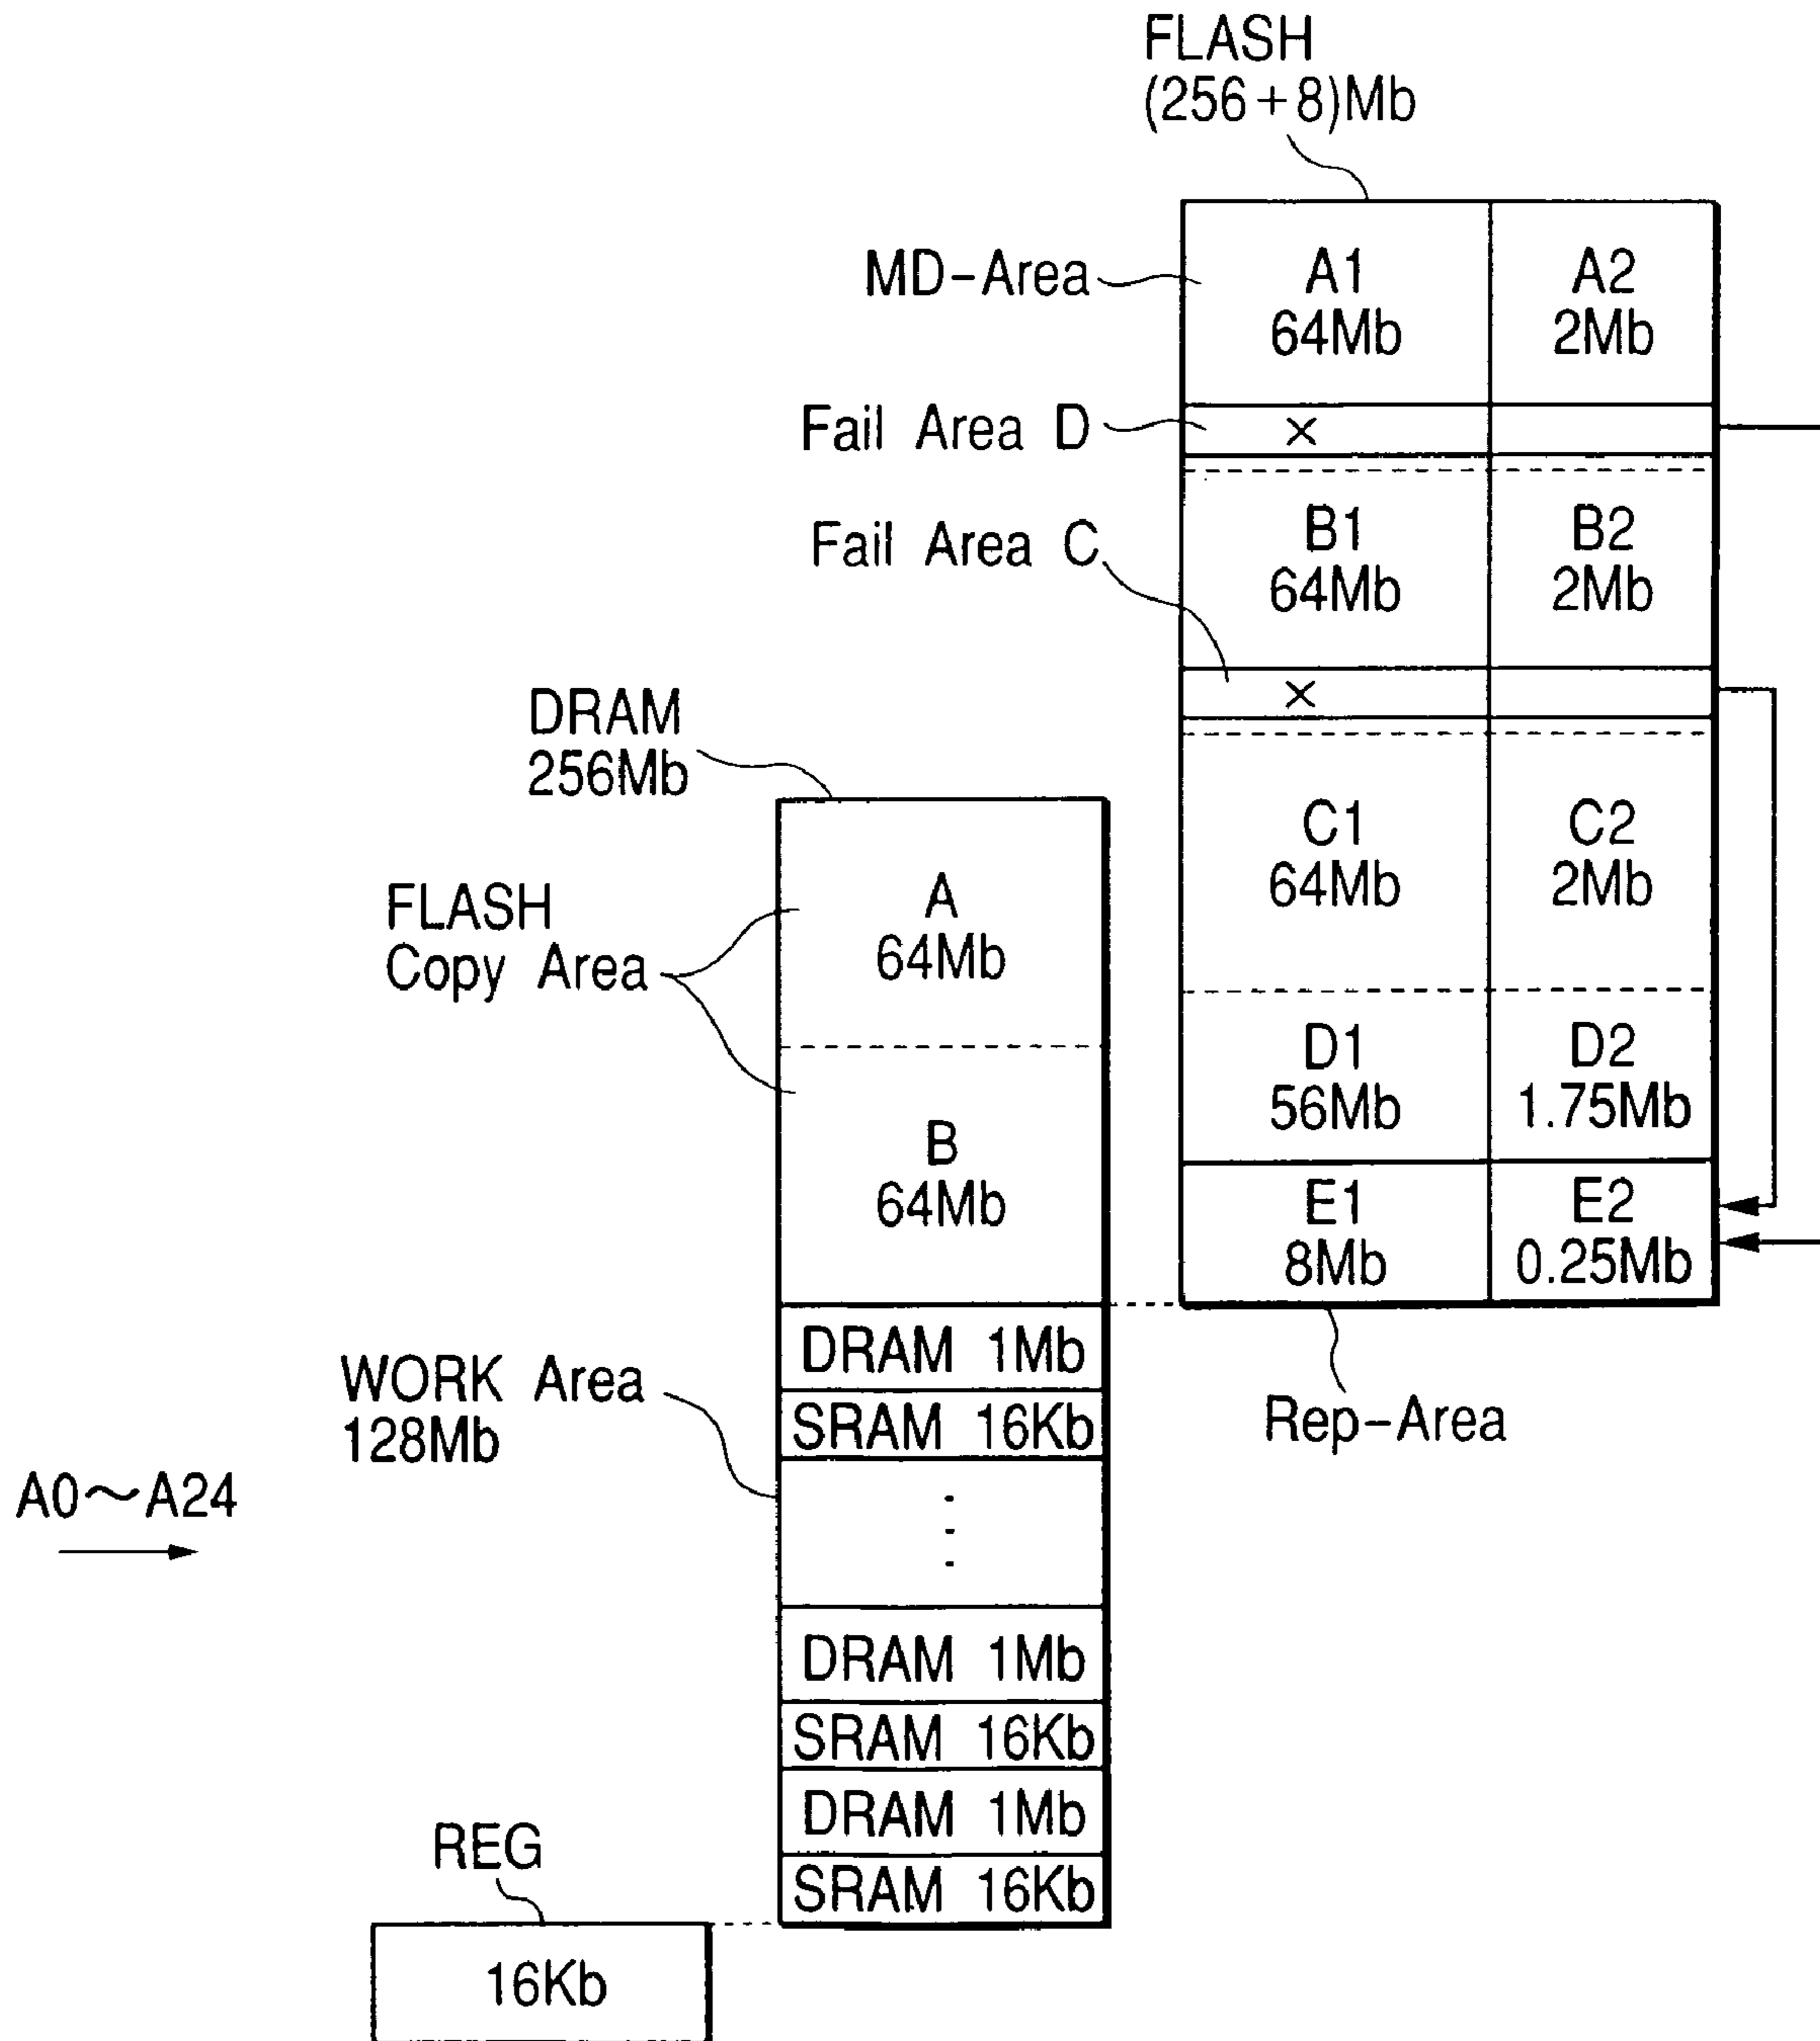 FLASH
(256+8)Mb
MD-Area
A1
64Mb
A2
2Mb
Fail Area D
×
B1
64Mb
B2
2Mb
Fail Area C
×
DRAM
256Mb
C1
64Mb
C2
2Mb
FLASH
Copy Area
A
64Mb
D1
56Mb
D2
1.75Mb
B
64Mb
E1
8Mb
E2
0.25Mb
DRAM 1Mb
WORK Area
128Mb
SRAM 16Kb
Rep-Area
A0~A24
DRAM 1Mb
SRAM 16Kb
DRAM 1Mb
REG
SRAM 16Kb
16Kb